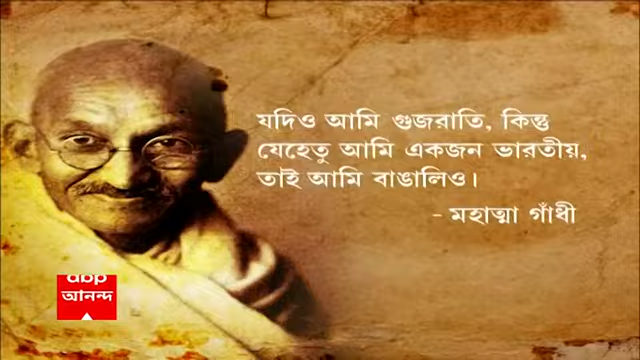 যদিও আমি গুজরাতি, কিন্তু
যেহেতু আমি একজন ভারতীয়,
তাই আমি বাঙালিও।
- মহাত্মা গাঁধী
abp
আনন্দ